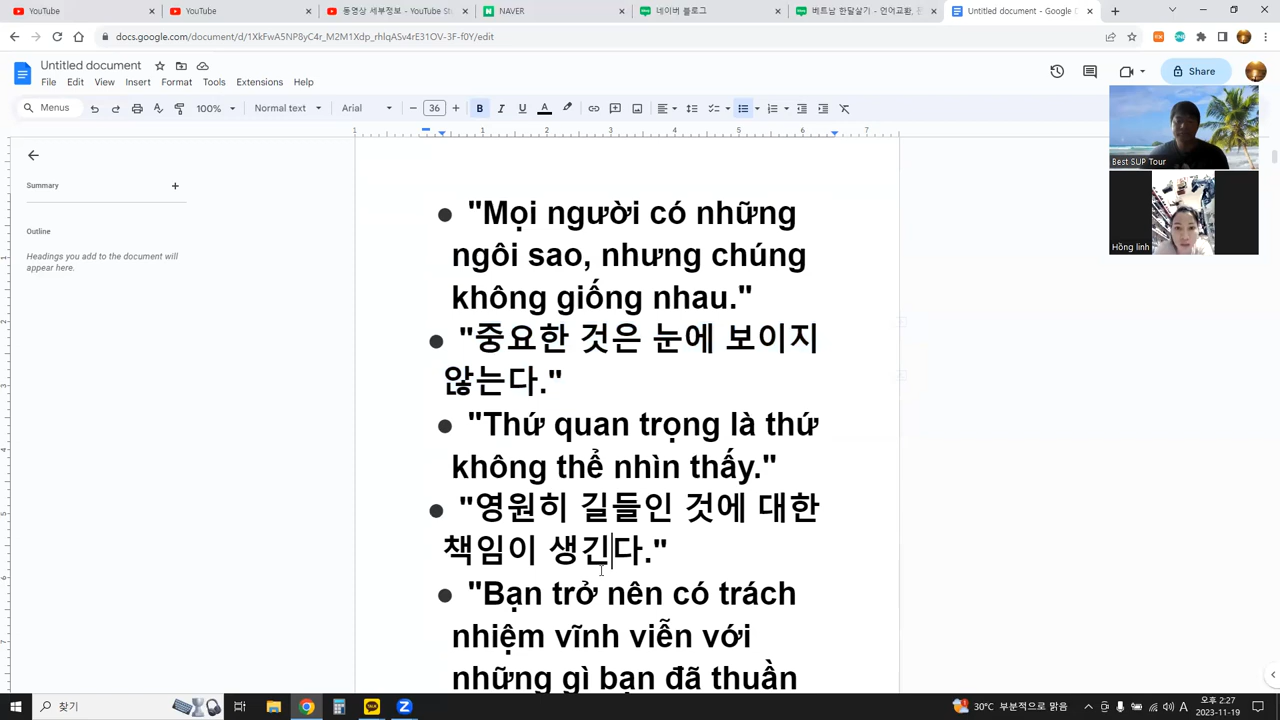 YouTube
YouTube
동영상 세부정보 - YouTube St
NAVER
네이버 블로그
베트남 한달살기 - 언어교환, 
Untitled document - Google D
docs.google.com/document/d/1XkFwA5NP8yC4r_M2M1Xdp_rhlqASv4rE31OV-3F-f0Y/edit
Untitled document
Share
File Edit View Insert Format Tools Extensions Help
Menus 100% Normal text Arial 36 B I U A
1 1 2 3 4 5 6 7
Best SUP Tour
Hồng linh
Summary
Outline
Headings you add to the document will
appear here.
"Mọi người có những
ngôi sao, nhưng chúng
không giống nhau."
"중요한 것은 눈에 보이지
않는다."
"Thứ quan trọng là thứ
không thể nhìn thấy."
"영원히 길들인 것에 대한
책임이 생긴다."
"Bạn trở nên có trách
nhiệm vĩnh viễn với
những gì bạn đã thuần
찾기
30°C 부분적으로 맑음
A
오후 2:27
2023-11-19